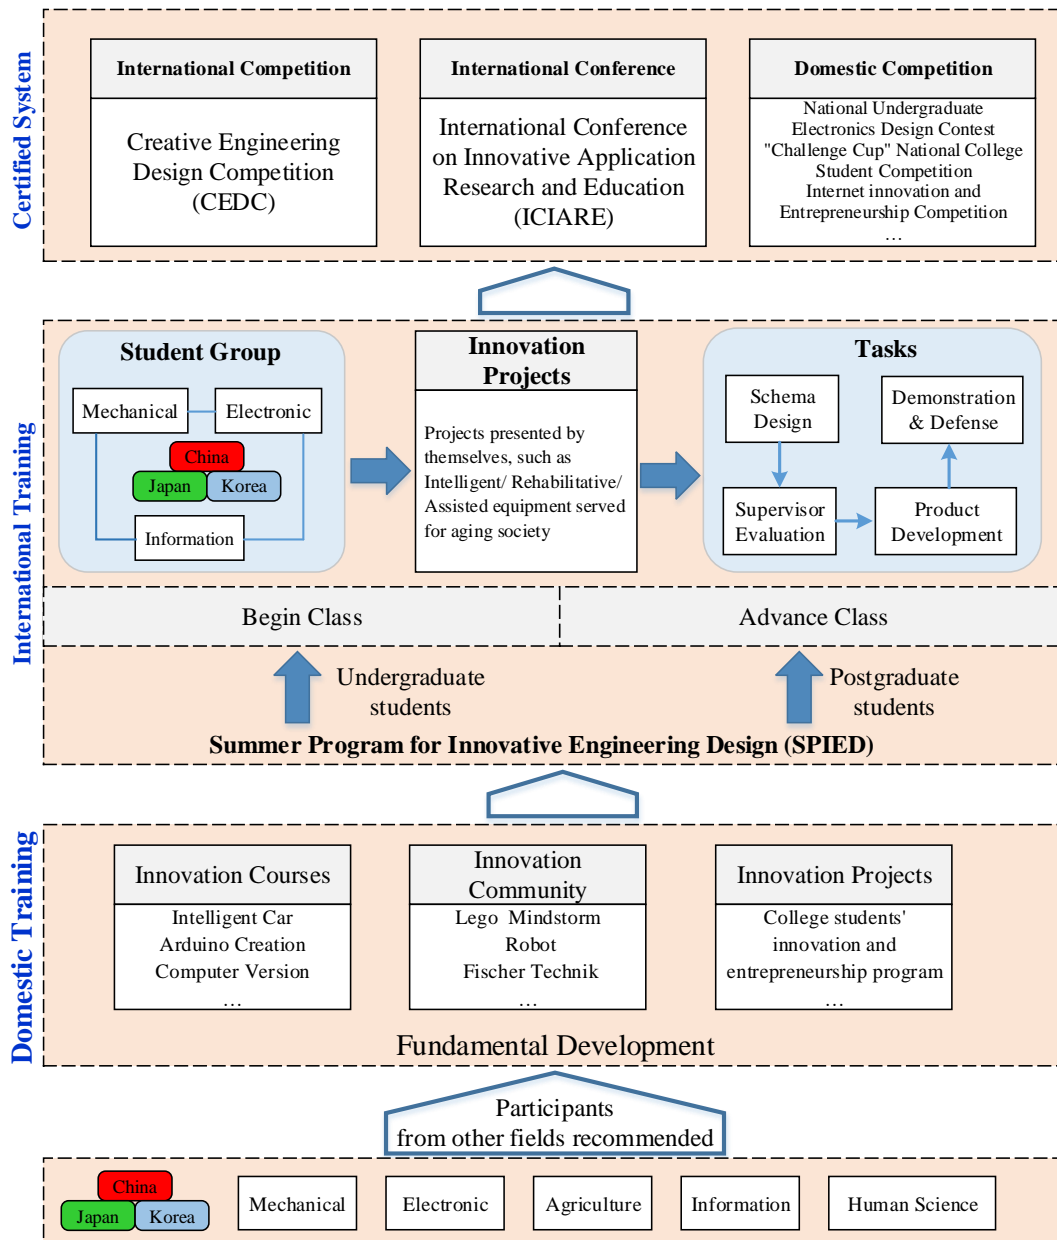 Certified System
International Competition
Creative Engineering
Design Competition
(CEDC)
International Conference
International Conference
on Innovative Application
Research and Education
(ICIARE)
Domestic Competition
National Undergraduate
Electronics Design Contest
"Challenge Cup" National College
Student Competition
Internet innovation and
Entrepreneurship Competition
…
International Training
Student Group
Mechanical
Electronic
China
Japan
Korea
Information
Innovation
Projects
Projects presented by
themselves, such as
Intelligent/ Rehabilitative/
Assisted equipment served
for aging society
Tasks
Schema
Design
Demonstration
& Defense
Supervisor
Evaluation
Product
Development
Begin Class
Advance Class
Undergraduate
students
Postgraduate
students
Summer Program for Innovative Engineering Design (SPIED)
Domestic Training
Innovation Courses
Intelligent Car
Arduino Creation
Computer Version
…
Innovation
Community
Lego Mindstorm
Robot
Fischer Technik
…
Innovation Projects
College students'
innovation and
entrepreneurship program
…
Fundamental Development
Participants
from other fields recommended
China
Japan
Korea
Mechanical
Electronic
Agriculture
Information
Human Science